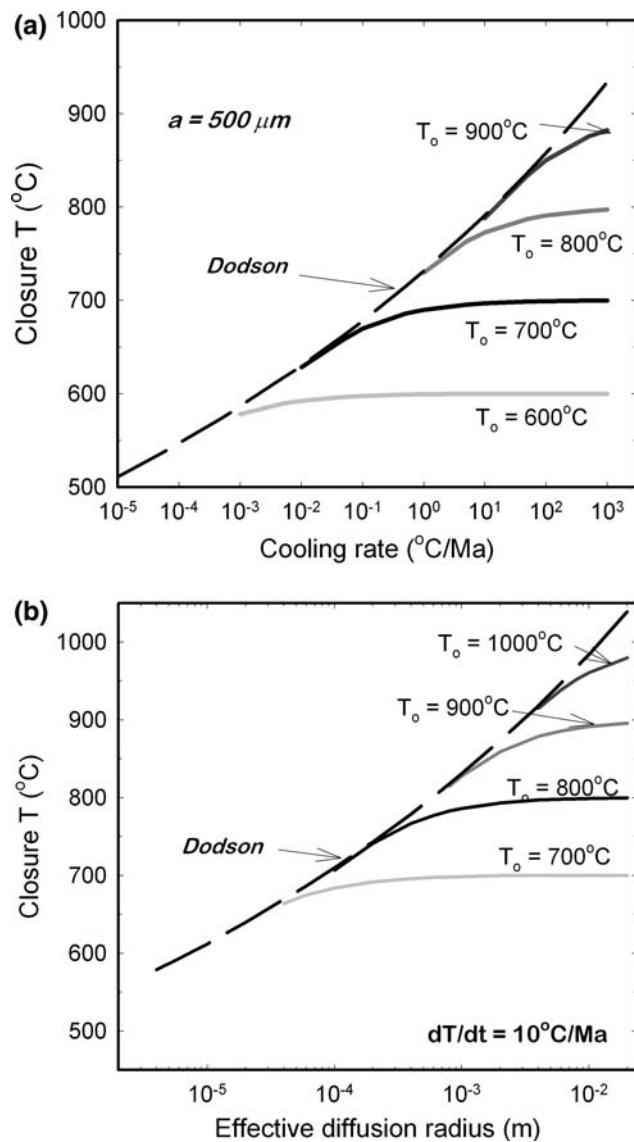 (a)
1000
900
800
700
600
500
Closure T (°C)
a = 500 μm
T₀ = 900°C
T₀ = 800°C
Dodson
T₀ = 700°C
T₀ = 600°C
10⁻⁵ 10⁻⁴ 10⁻³ 10⁻² 10⁻¹ 10⁰ 10¹ 10² 10³
Cooling rate (°C/Ma)
(b)
1000
900
800
700
600
500
Closure T (°C)
T₀ = 1000°C
T₀ = 900°C
T₀ = 800°C
Dodson
T₀ = 700°C
dT/dt = 10°C/Ma
10⁻⁵ 10⁻⁴ 10⁻³ 10⁻²
Effective diffusion radius (m)